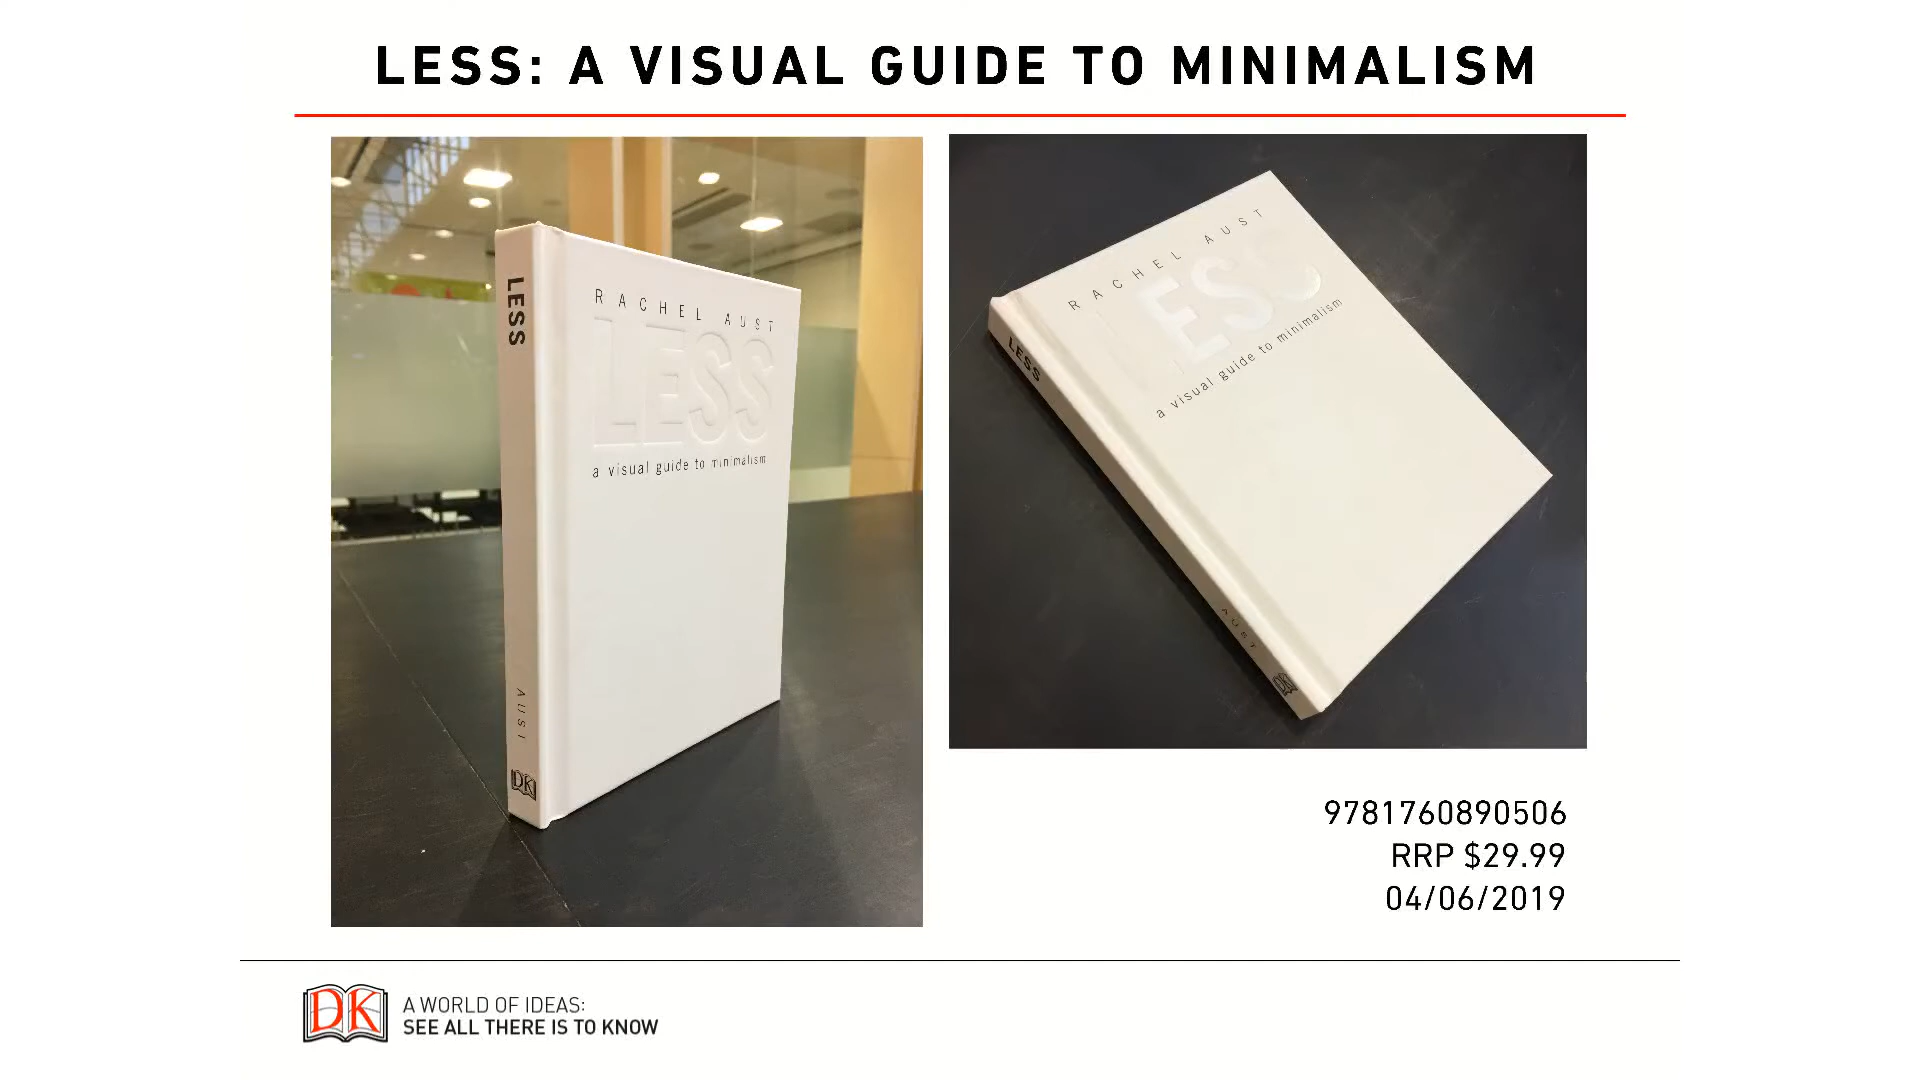 LESS: A VISUAL GUIDE TO MINIMALISM
LESS
AUST
DK
RACHEL AUST
LESS
a visual guide to minimalism
RACHEL AUST
LESS
a visual guide to minimalism
LESS
AUST
DK
9781760890506
RRP $29.99
04/06/2019
DK
A WORLD OF IDEAS:
SEE ALL THERE IS TO KNOW